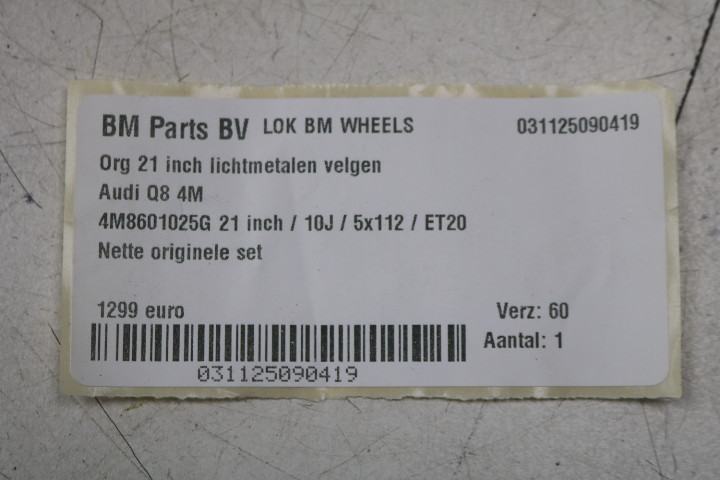 BM Parts BV LOK BM WHEELS 031125090419
Org 21 inch lichtmetalen velgen
Audi Q8 4M
4M8601025G 21 inch / 10J / 5x112 / ET20
Nette originele set
1299 euro Verz: 60
Aantal: 1
031125090419